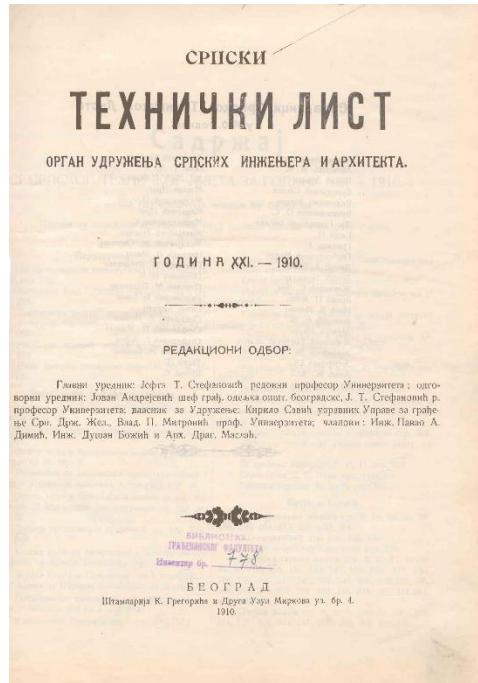 СРПСКИ
ТЕХНИЧКИ ЛИСТ
ОРГАН УДРУЖЕЊА СРПСКИХ ИНЖЕЊЕРА И АРХИТЕКТА.
ГОДИНА XXI. — 1910.
РЕДАКЦИОНИ ОДБОР:
Главни уредник: Јефта Т. Стефановић редовни професор Универзитета; одго-
ворни уредник: Јован Андрејевић шеф грађ. одељка општ. београдске, Ј. Т. Стефановић р.
професор Универзитета; власник за Удружење: Кирило Савић управник Управе за грађе-
ње Срп. Држ. Жел., Влад. П. Митровић проф. Универзитета; чланови: Инж. Павао А.
Димић, Инж. Душан Божић и Арх. Драг. Маслаћ.
БИБЛИОТЕКА
ГРАЂЕВИНСКОГ ФАКУЛТЕТА
Инвентар бр. 778
БЕОГРАД
Штампарија К. Грегорића и Друга Узун Миркова ул. бр. 4.
1910.